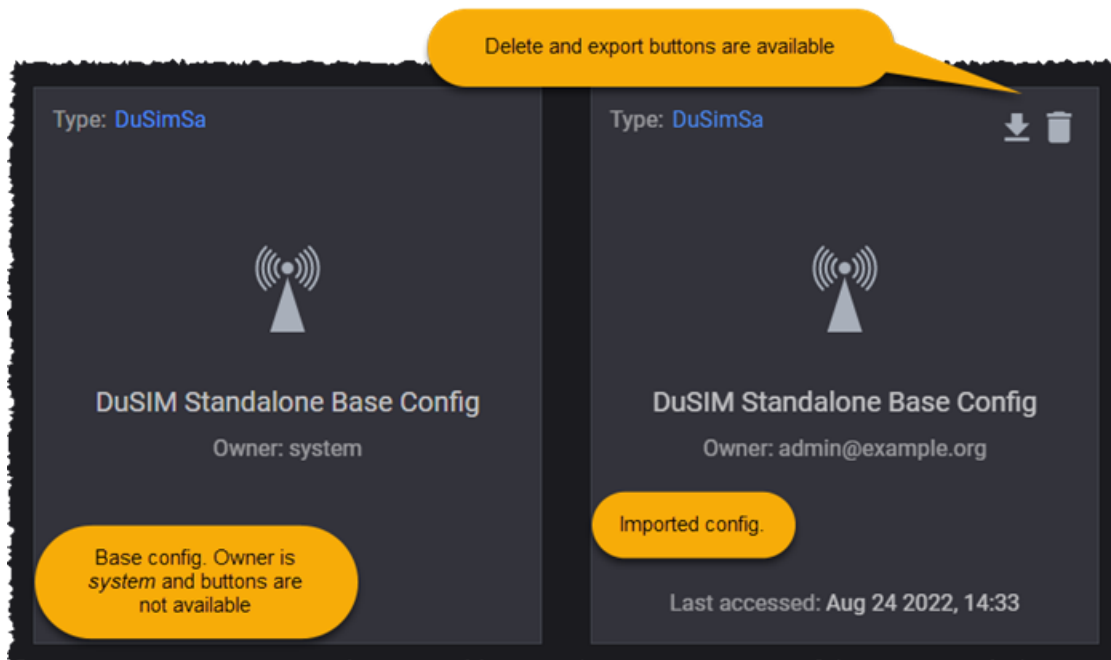 Delete and export buttons are available
Type: DuSimSa
DuSIM Standalone Base Config
Owner: system
Base config. Owner is
system and buttons are
not available
Type: DuSimSa
DuSIM Standalone Base Config
Owner: admin@example.org
Imported config.
Last accessed: Aug 24 2022, 14:33